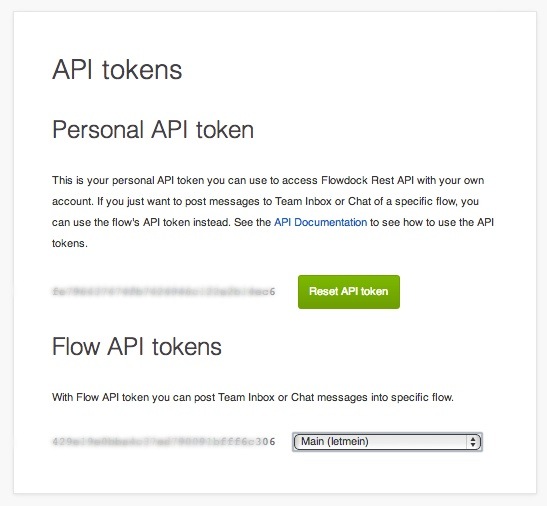 API tokens
Personal API token
This is your personal API token you can use to access Flowdock Rest API with your own
account. If you just want to post messages to Team Inbox or Chat of a specific flow, you
can use the flow's API token instead. See the API Documentation to see how to use the API
tokens.
Reset API token
Flow API tokens
With Flow API token you can post Team Inbox or Chat messages into specific flow.
Main (letmein)